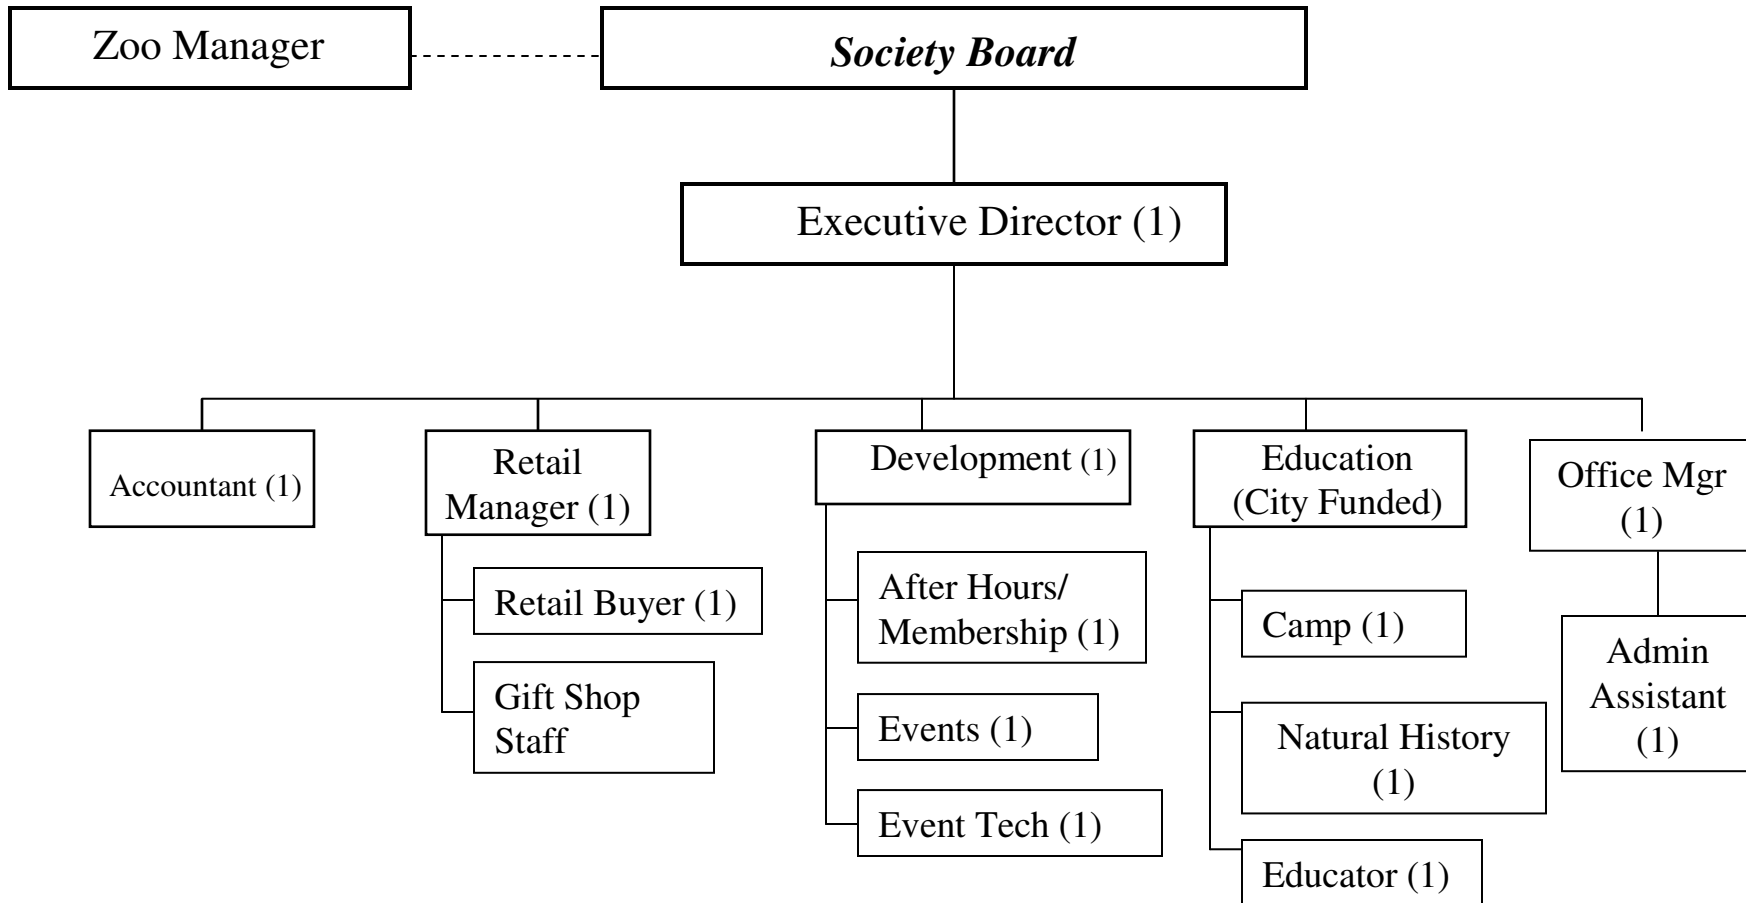 Zoo Manager
Society Board
Executive Director (1)
Accountant (1)
Retail
Manager (1)
Retail Buyer (1)
Gift Shop
Staff
Development (1)
After Hours/
Membership (1)
Events (1)
Event Tech (1)
Education
(City Funded)
Camp (1)
Natural History
(1)
Educator (1)
Office Mgr
(1)
Admin
Assistant
(1)